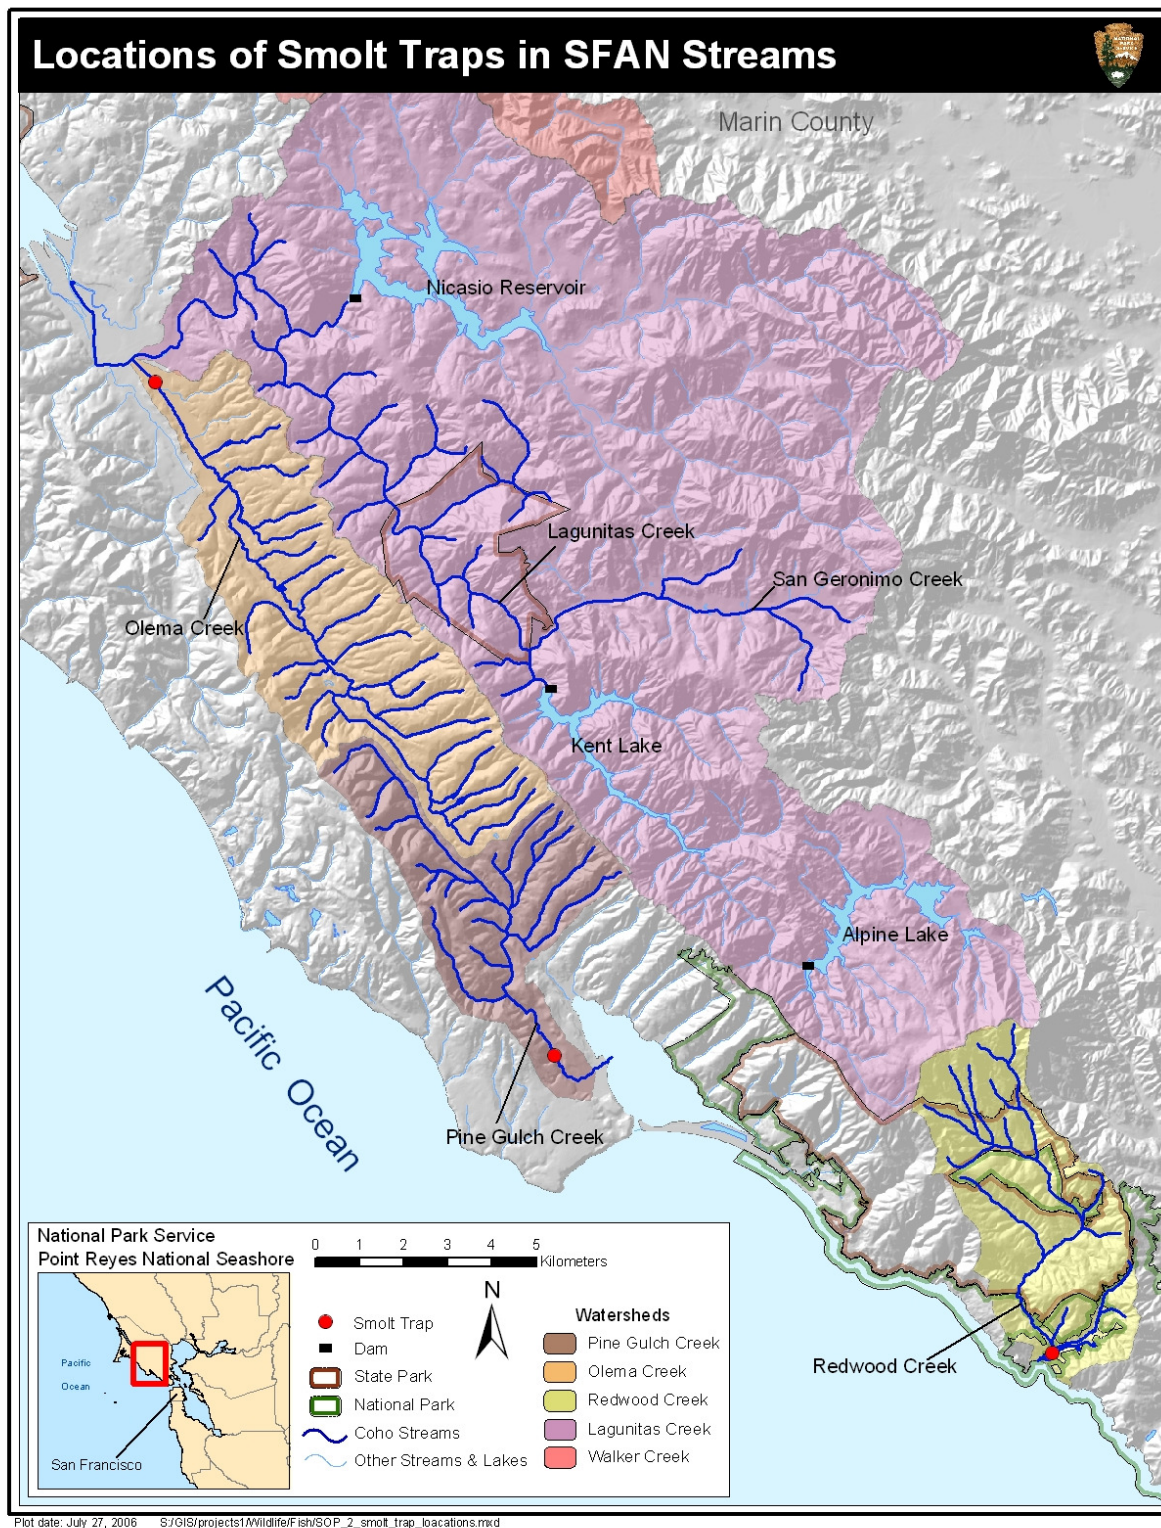 Locations of Smolt Traps in SFAN Streams
NATIONAL
PARK
SERVICE
Marin County
Nicasio Reservoir
Lagunitas Creek
San Geronimo Creek
Olema Creek
Kent Lake
Alpine Lake
Pacific Ocean
Pine Gulch Creek
Redwood Creek
National Park Service
Point Reyes National Seashore
0 1 2 3 4 5
Kilometers
N
Pacific
Ocean
San Francisco
Smolt Trap
Dam
State Park
National Park
Coho Streams
Other Streams & Lakes
Watersheds
Pine Gulch Creek
Olema Creek
Redwood Creek
Lagunitas Creek
Walker Creek
Plot date: July 27, 2006 S:/GIS/projects1/Wildlife/Fish/SOP_2_smolt_trap_loacations.mxd